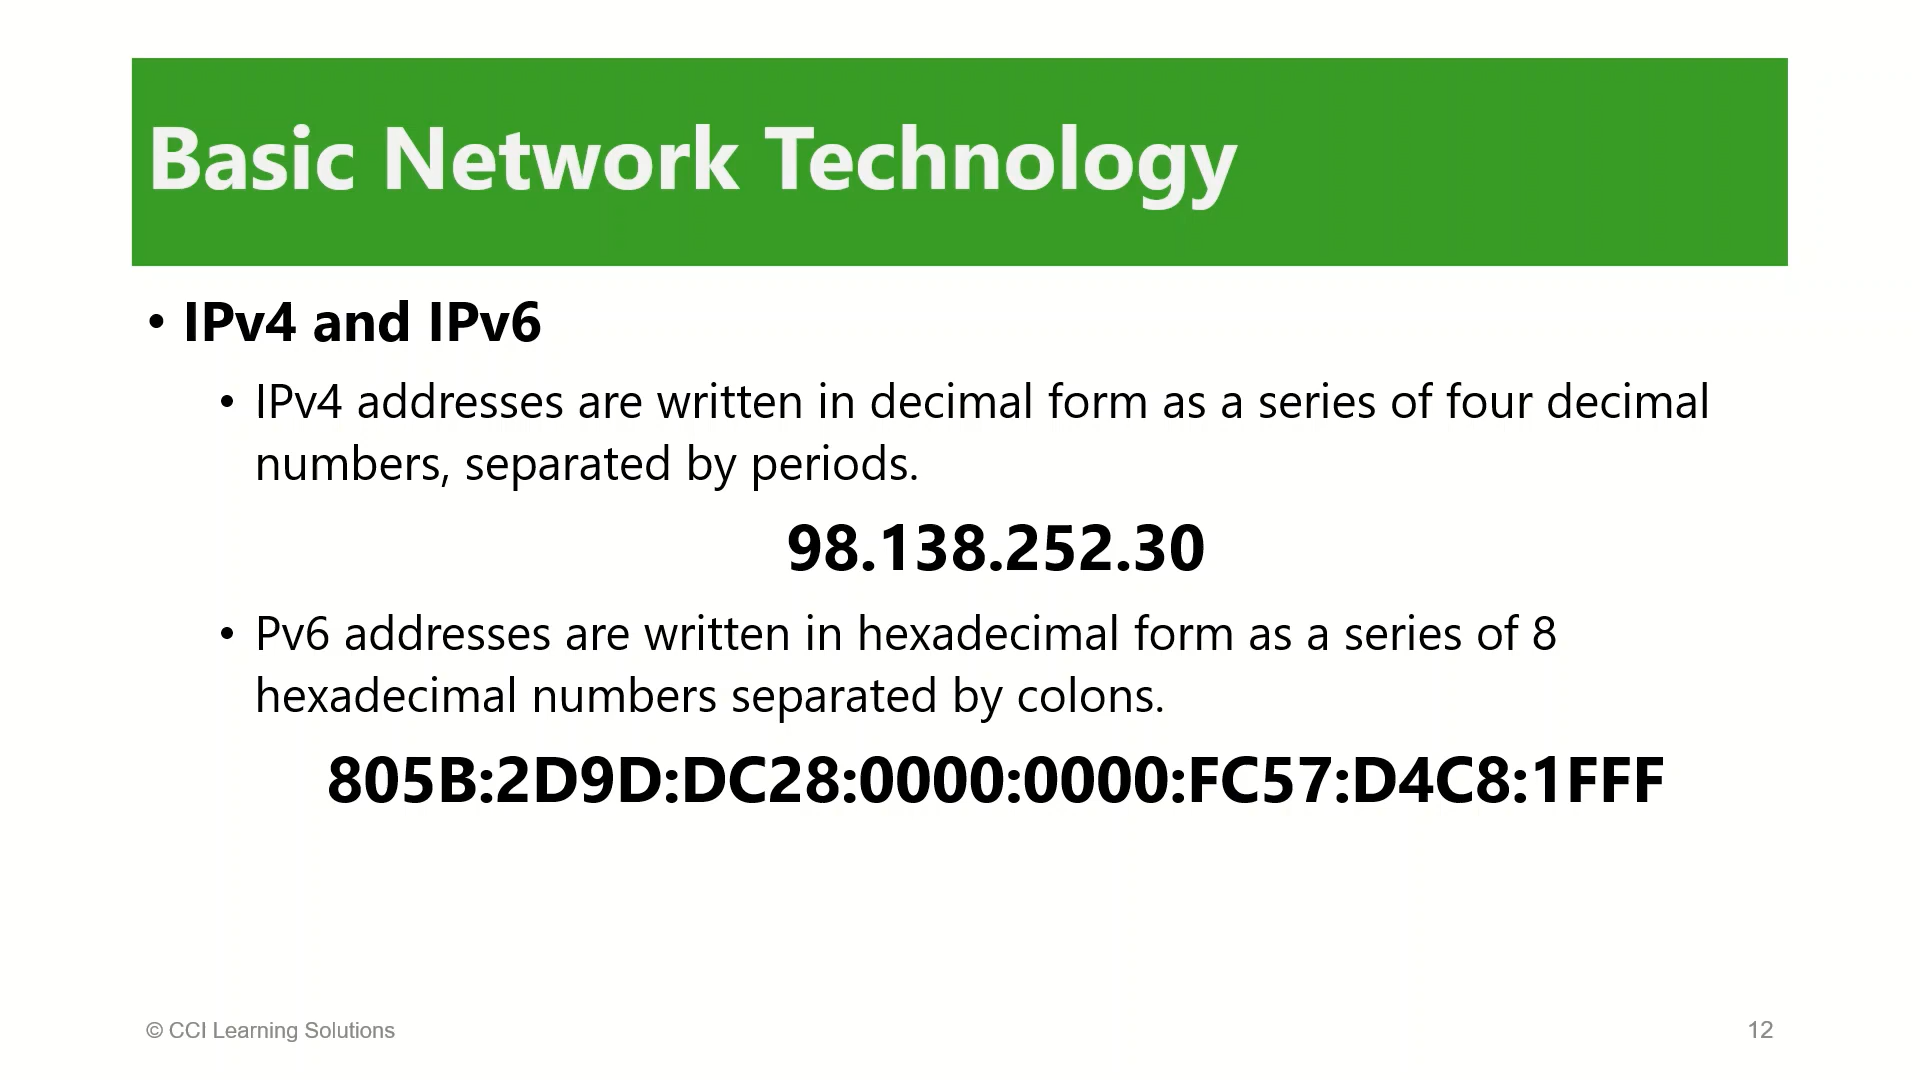 Basic Network Technology
• IPv4 and IPv6
• IPv4 addresses are written in decimal form as a series of four decimal
numbers, separated by periods.
98.138.252.30
• Pv6 addresses are written in hexadecimal form as a series of 8
hexadecimal numbers separated by colons.
805B:2D9D:DC28:0000:0000:FC57:D4C8:1FFF
© CCI Learning Solutions
12